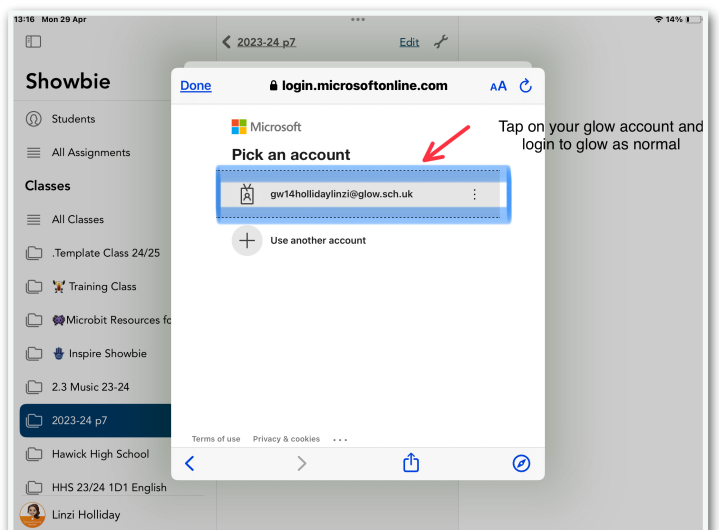 13:16 Mon 29 Apr
14%
2023-24 p7
Edit
Showbie
Students
All Assignments
Classes
All Classes
.Template Class 24/25
Training Class
Microbit Resources fo
Inspire Showbie
2.3 Music 23-24
2023-24 p7
Hawick High School
HHS 23/24 1D1 English
Linzi Holliday
Done
login.microsoftonline.com
AA
Microsoft
Pick an account
gw14hollidaylinzi@glow.sch.uk
Use another account
Terms of use Privacy & cookies ...
Tap on your glow account and
login to glow as normal